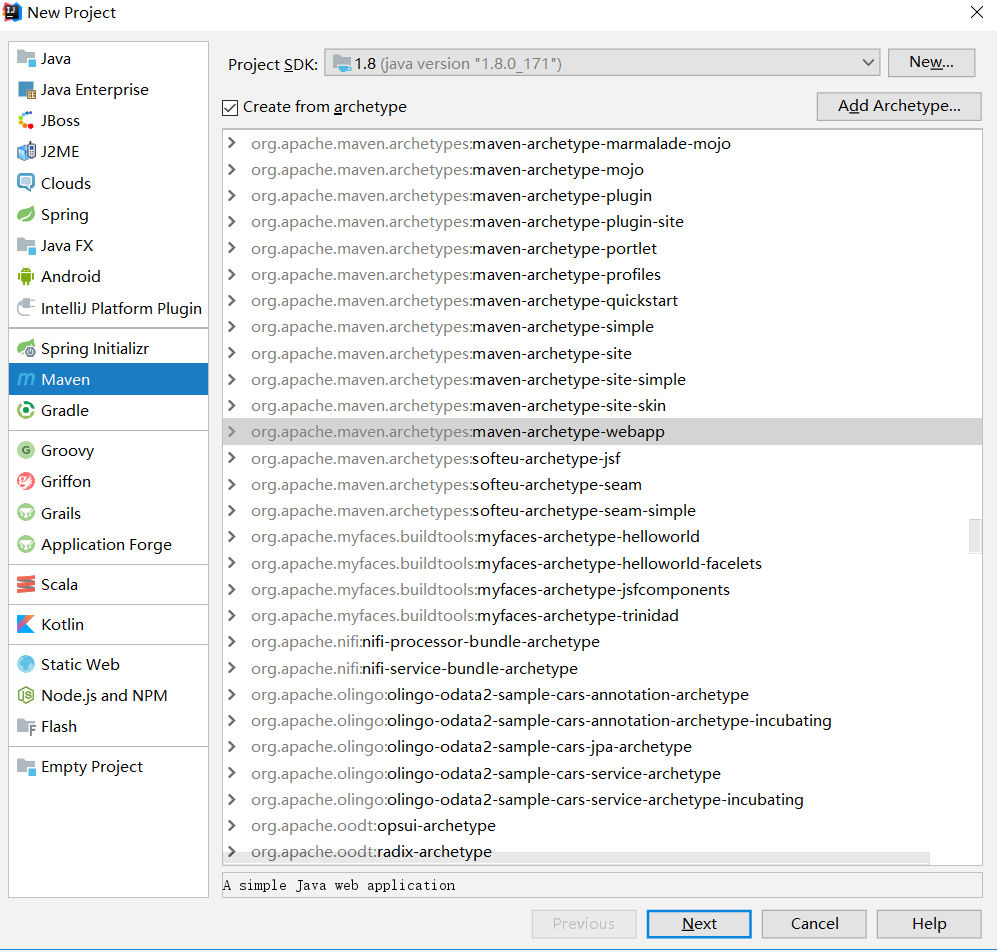 New Project
Java
Java Enterprise
JBoss
J2ME
Clouds
Spring
Java FX
Android
IntelliJ Platform Plugin
Spring Initializr
Maven
Gradle
Groovy
Griffon
Grails
Application Forge
Scala
Kotlin
Static Web
Node.js and NPM
Flash
Empty Project
Project SDK: 1.8 (java version "1.8.0_171") New...
Create from archetype Add Archetype...
org.apache.maven.archetypes:maven-archetype-marmalade-mojo
org.apache.maven.archetypes:maven-archetype-mojo
org.apache.maven.archetypes:maven-archetype-plugin
org.apache.maven.archetypes:maven-archetype-plugin-site
org.apache.maven.archetypes:maven-archetype-portlet
org.apache.maven.archetypes:maven-archetype-profiles
org.apache.maven.archetypes:maven-archetype-quickstart
org.apache.maven.archetypes:maven-archetype-simple
org.apache.maven.archetypes:maven-archetype-site
org.apache.maven.archetypes:maven-archetype-site-simple
org.apache.maven.archetypes:maven-archetype-site-skin
org.apache.maven.archetypes:maven-archetype-webapp
org.apache.maven.archetypes:softeu-archetype-jsf
org.apache.maven.archetypes:softeu-archetype-seam
org.apache.maven.archetypes:softeu-archetype-seam-simple
org.apache.myfaces.buildtools:myfaces-archetype-helloworld
org.apache.myfaces.buildtools:myfaces-archetype-helloworld-facelets
org.apache.myfaces.buildtools:myfaces-archetype-jsfcomponents
org.apache.myfaces.buildtools:myfaces-archetype-trinidad
org.apache.nifi:nifi-processor-bundle-archetype
org.apache.nifi:nifi-service-bundle-archetype
org.apache.olingo:olingo-odata2-sample-cars-annotation-archetype
org.apache.olingo:olingo-odata2-sample-cars-annotation-archetype-incubating
org.apache.olingo:olingo-odata2-sample-cars-jpa-archetype
org.apache.olingo:olingo-odata2-sample-cars-service-archetype
org.apache.olingo:olingo-odata2-sample-cars-service-archetype-incubating
org.apache.oodt:opsui-archetype
org.apache.oodt:radix-archetype
A simple Java web application
Previous Next Cancel Help